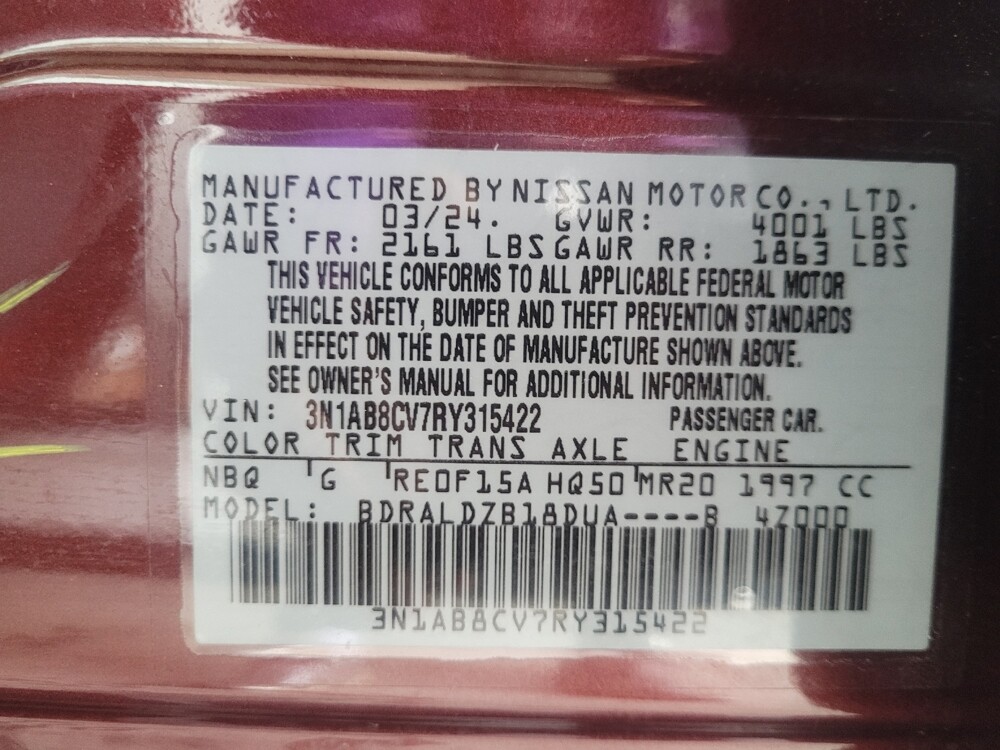 MANUFACTURED BY NISSAN MOTOR CO., LTD.
DATE: 03/24. GVWR: 4001 LBS
GAWR FR: 2161 LBS GAWR RR: 1863 LBS
THIS VEHICLE CONFORMS TO ALL APPLICABLE FEDERAL MOTOR
VEHICLE SAFETY, BUMPER AND THEFT PREVENTION STANDARDS
IN EFFECT ON THE DATE OF MANUFACTURE SHOWN ABOVE.
SEE OWNER'S MANUAL FOR ADDITIONAL INFORMATION.
VIN: 3N1AB8CV7RY315422 PASSENGER CAR.
COLOR TRIM TRANS AXLE ENGINE
NBQ G RE0F15A HQ50 MR20 1997 CC
MODEL: BDRALDZB18DUA----B 4Z000
3N1AB8CV7RY315422